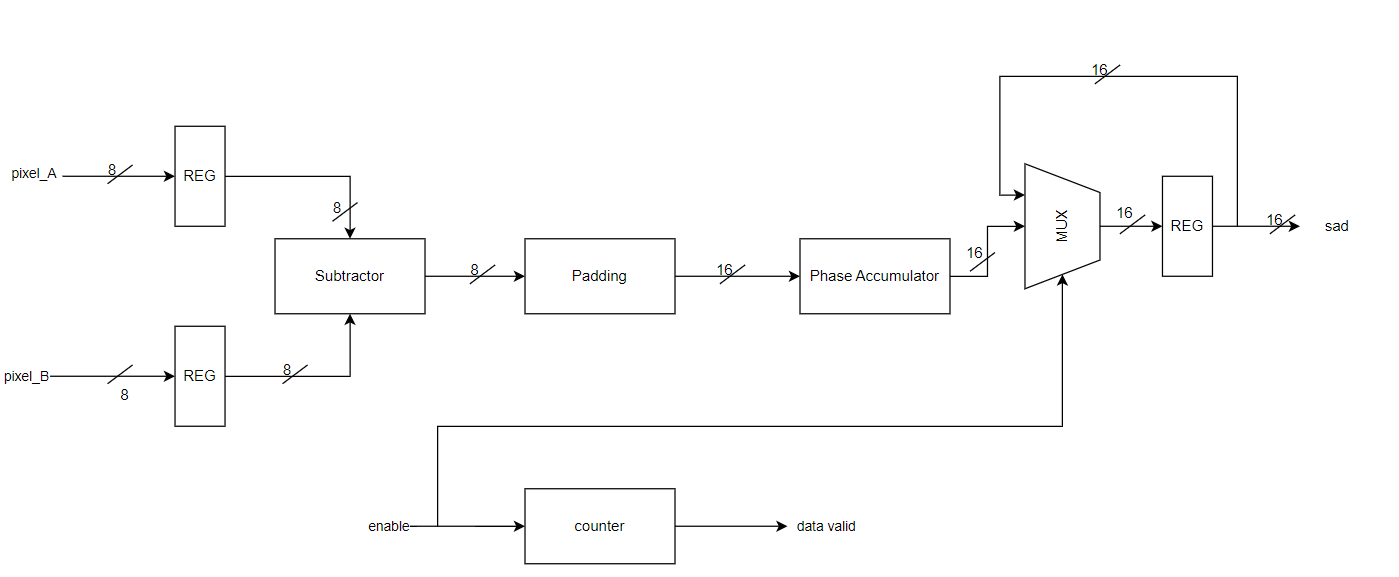 16
pixel_A
8
REG
8
MUX
16
REG
16
sad
Subtractor
8
Padding
16
Phase Accumulator
16
pixel_B
8
REG
8
enable
counter
data valid